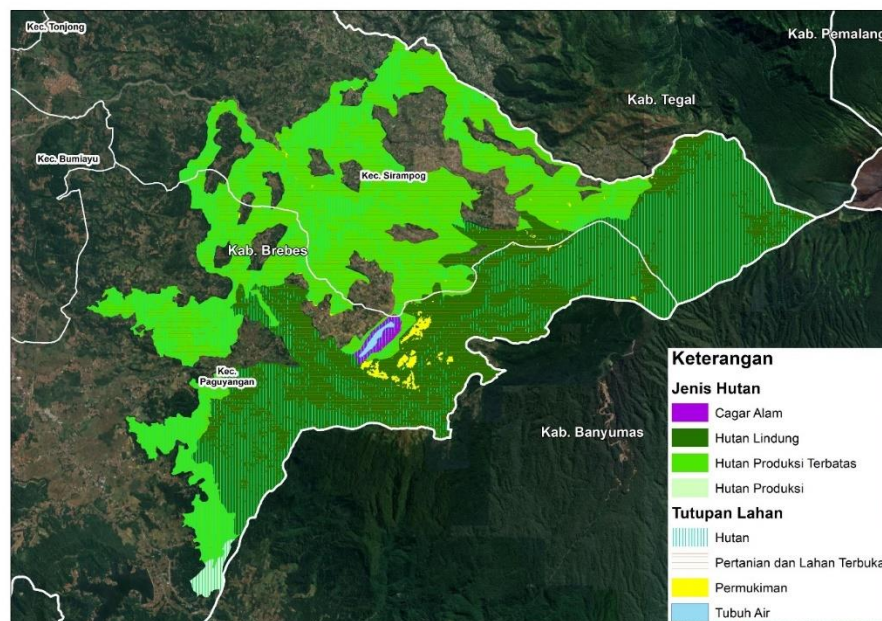 Kec. Tonjong
Kab. Pemalang
Kab. Tegal
Kec. Bumiayu
Kec. Sirampog
Kab. Brebes
Kec.
Paguyangan
Kab. Banyumas
Keterangan
Jenis Hutan
Cagar Alam
Hutan Lindung
Hutan Produksi Terbatas
Hutan Produksi
Tutupan Lahan
Hutan
Pertanian dan Lahan Terbuka
Permukiman
Tubuh Air